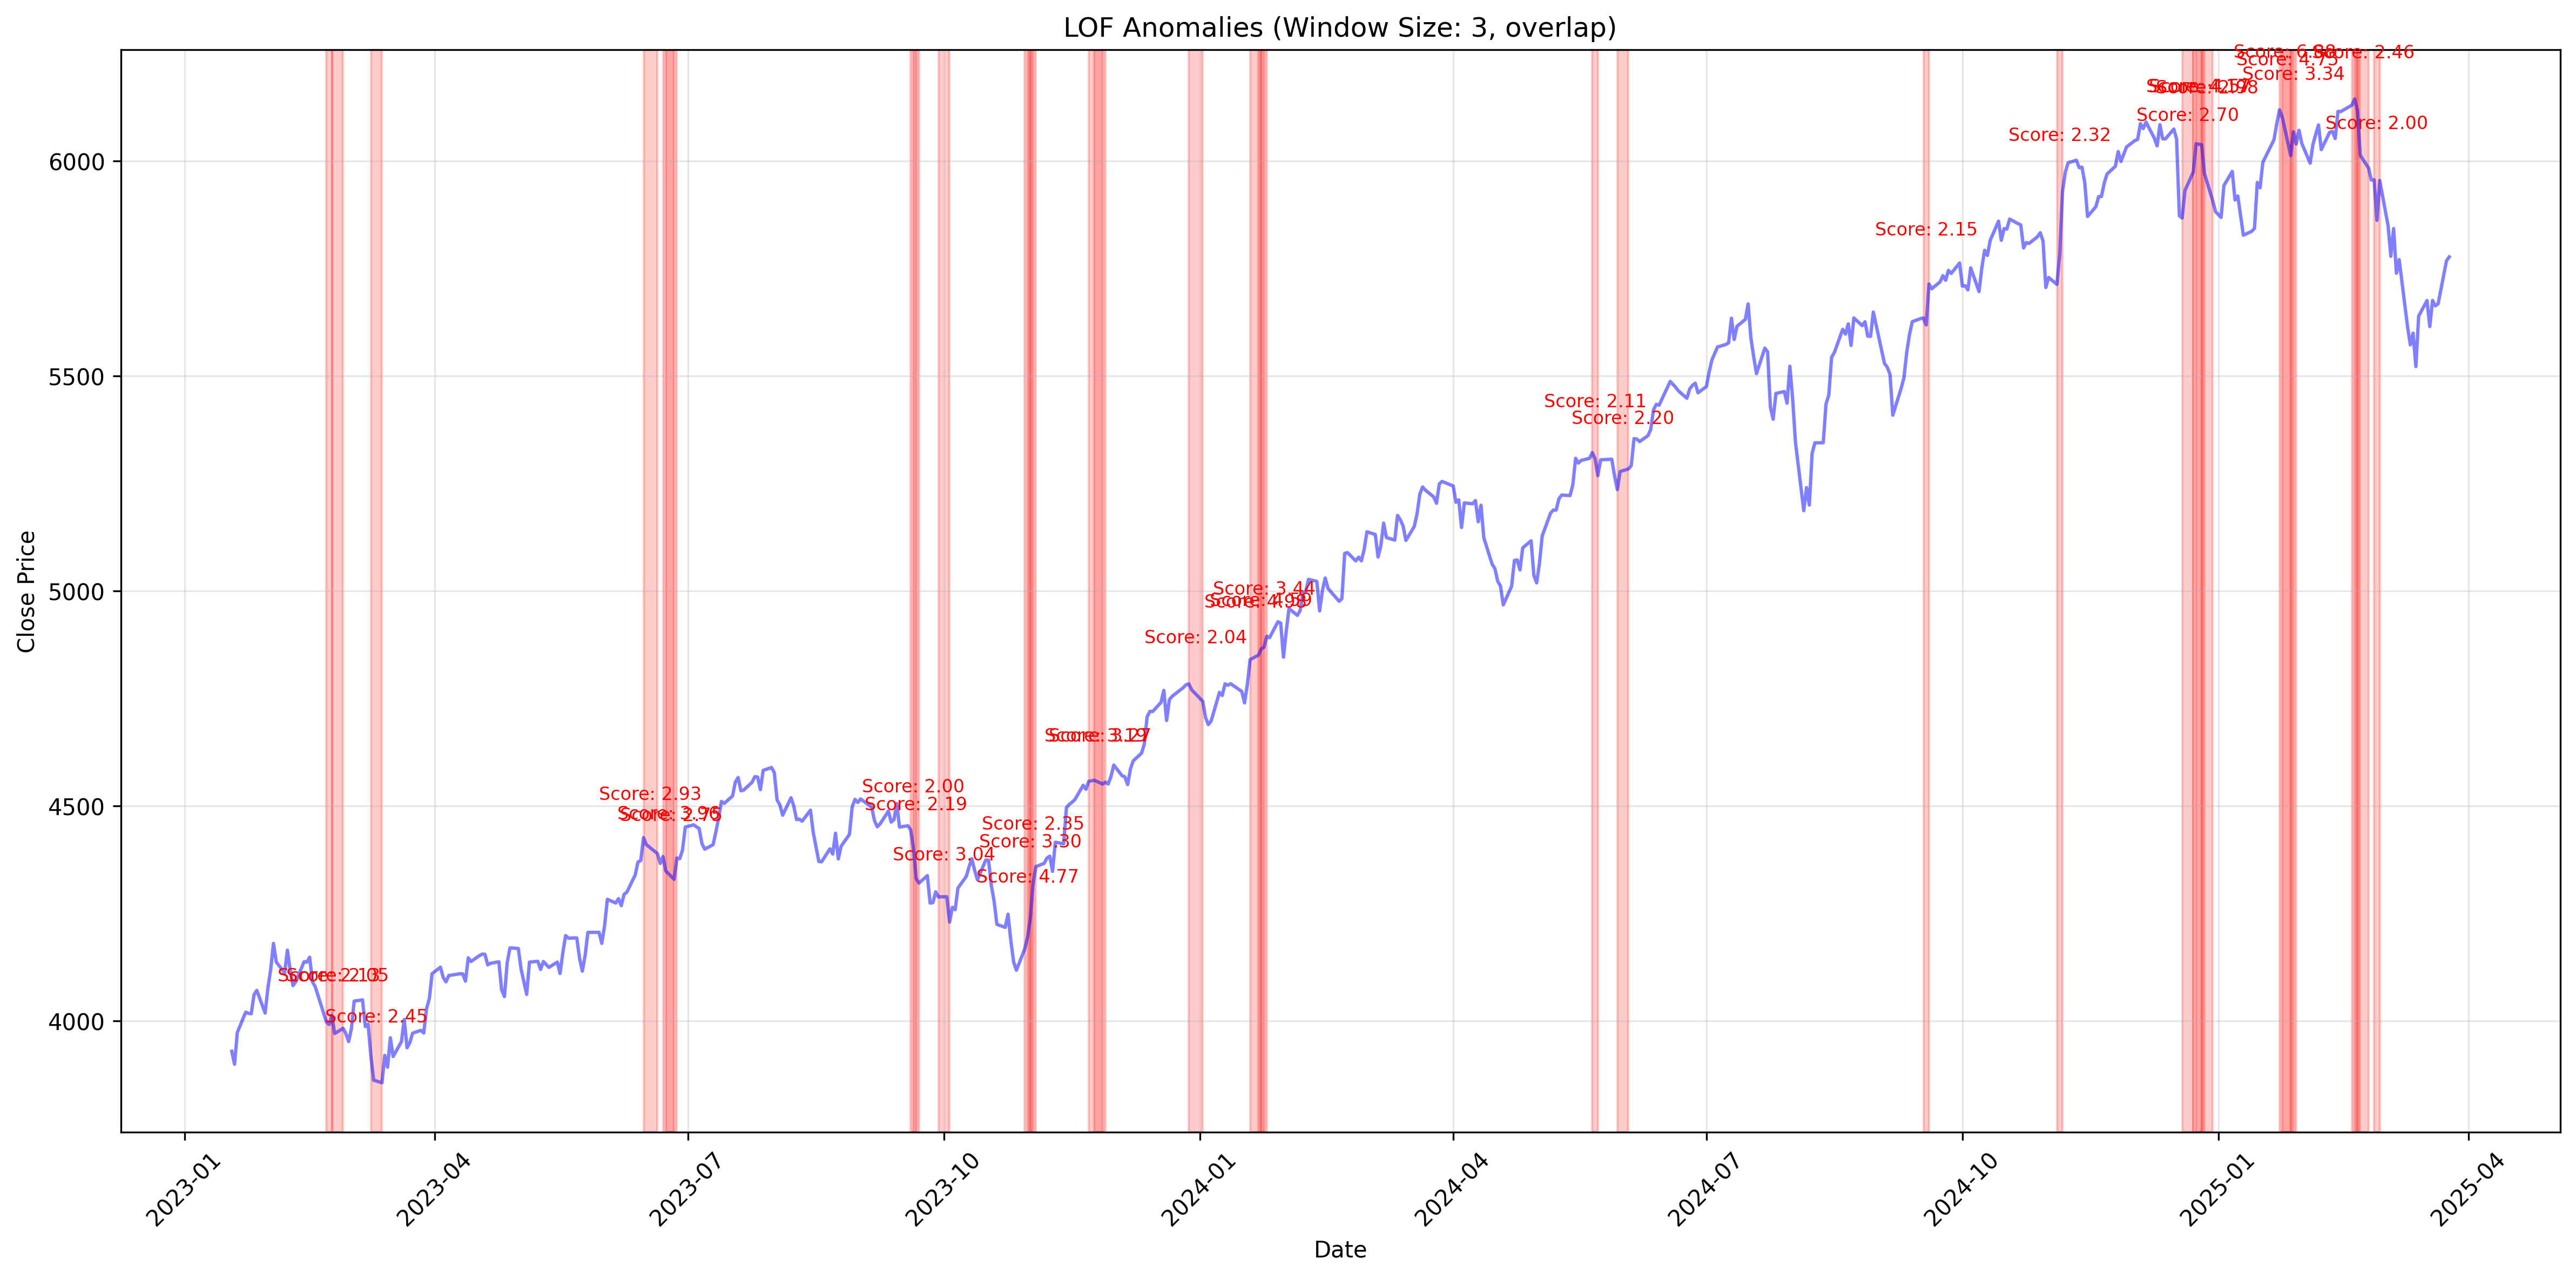 LOF Anomalies (Window Size: 3, overlap)
Close Price
6000
5500
5000
4500
4000
Score: 2.45
Score: 2.93
Score: 2.00
Score: 2.19
Score: 3.04
Score: 2.35
Score: 3.30
Score: 4.77
Score: 2.04
Score: 3.44
Score: 2.11
Score: 2.20
Score: 2.15
Score: 2.32
Score: 2.70
Score: 4.73
Score: 3.34
Score: 2.46
Score: 2.00
2023-01
2023-04
2023-07
2023-10
2024-01
2024-04
2024-07
2024-10
2025-01
2025-04
Date